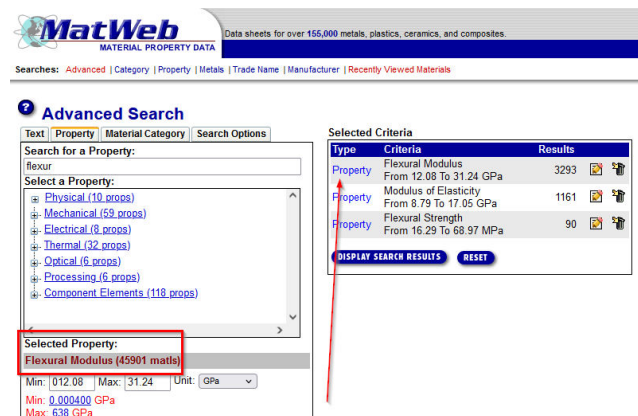 MatWeb
MATERIAL PROPERTY DATA
Data sheets for over 155,000 metals, plastics, ceramics, and composites.
Searches: Advanced | Category | Property | Metals | Trade Name | Manufacturer | Recently Viewed Materials
? Advanced Search
Text Property Material Category Search Options
Search for a Property:
flexur
Select a Property:
Physical (10 props)
Mechanical (59 props)
Electrical (8 props)
Thermal (32 props)
Optical (6 props)
Processing (6 props)
Component Elements (118 props)
Selected Property:
Flexural Modulus (45901 matls)
Min: 012.08 Max: 31.24 Unit: GPa
Min: 0.000400 GPa
Max: 638 GPa
Selected Criteria
Type Criteria Results
Property Flexural Modulus 3293
From 12.08 To 31.24 GPa
Property Modulus of Elasticity 1161
From 8.79 To 17.05 GPa
Property Flexural Strength 90
From 16.29 To 68.97 MPa
DISPLAY SEARCH RESULTS RESET